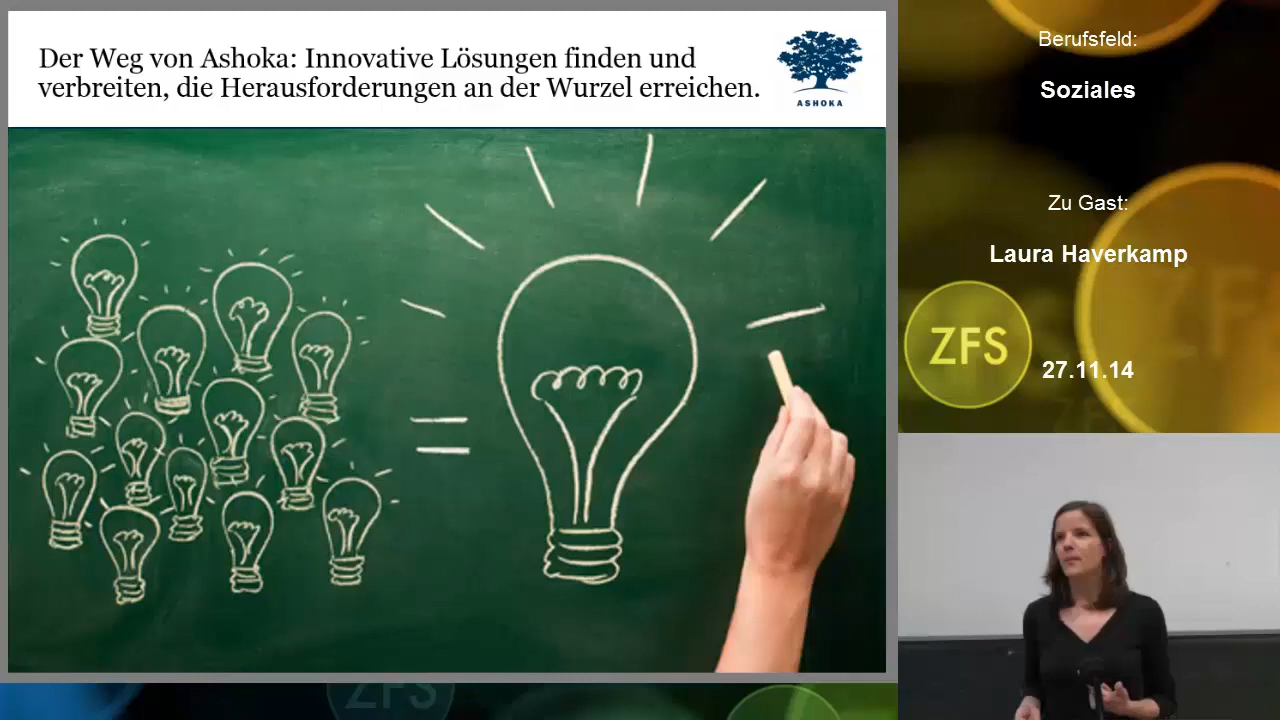 Der Weg von Ashoka: Innovative Lösungen finden und
verbreiten, die Herausforderungen an der Wurzel erreichen.
ASHOKA
Berufsfeld:
Soziales
Zu Gast:
Laura Haverkamp
ZFS
27.11.14
ZFS